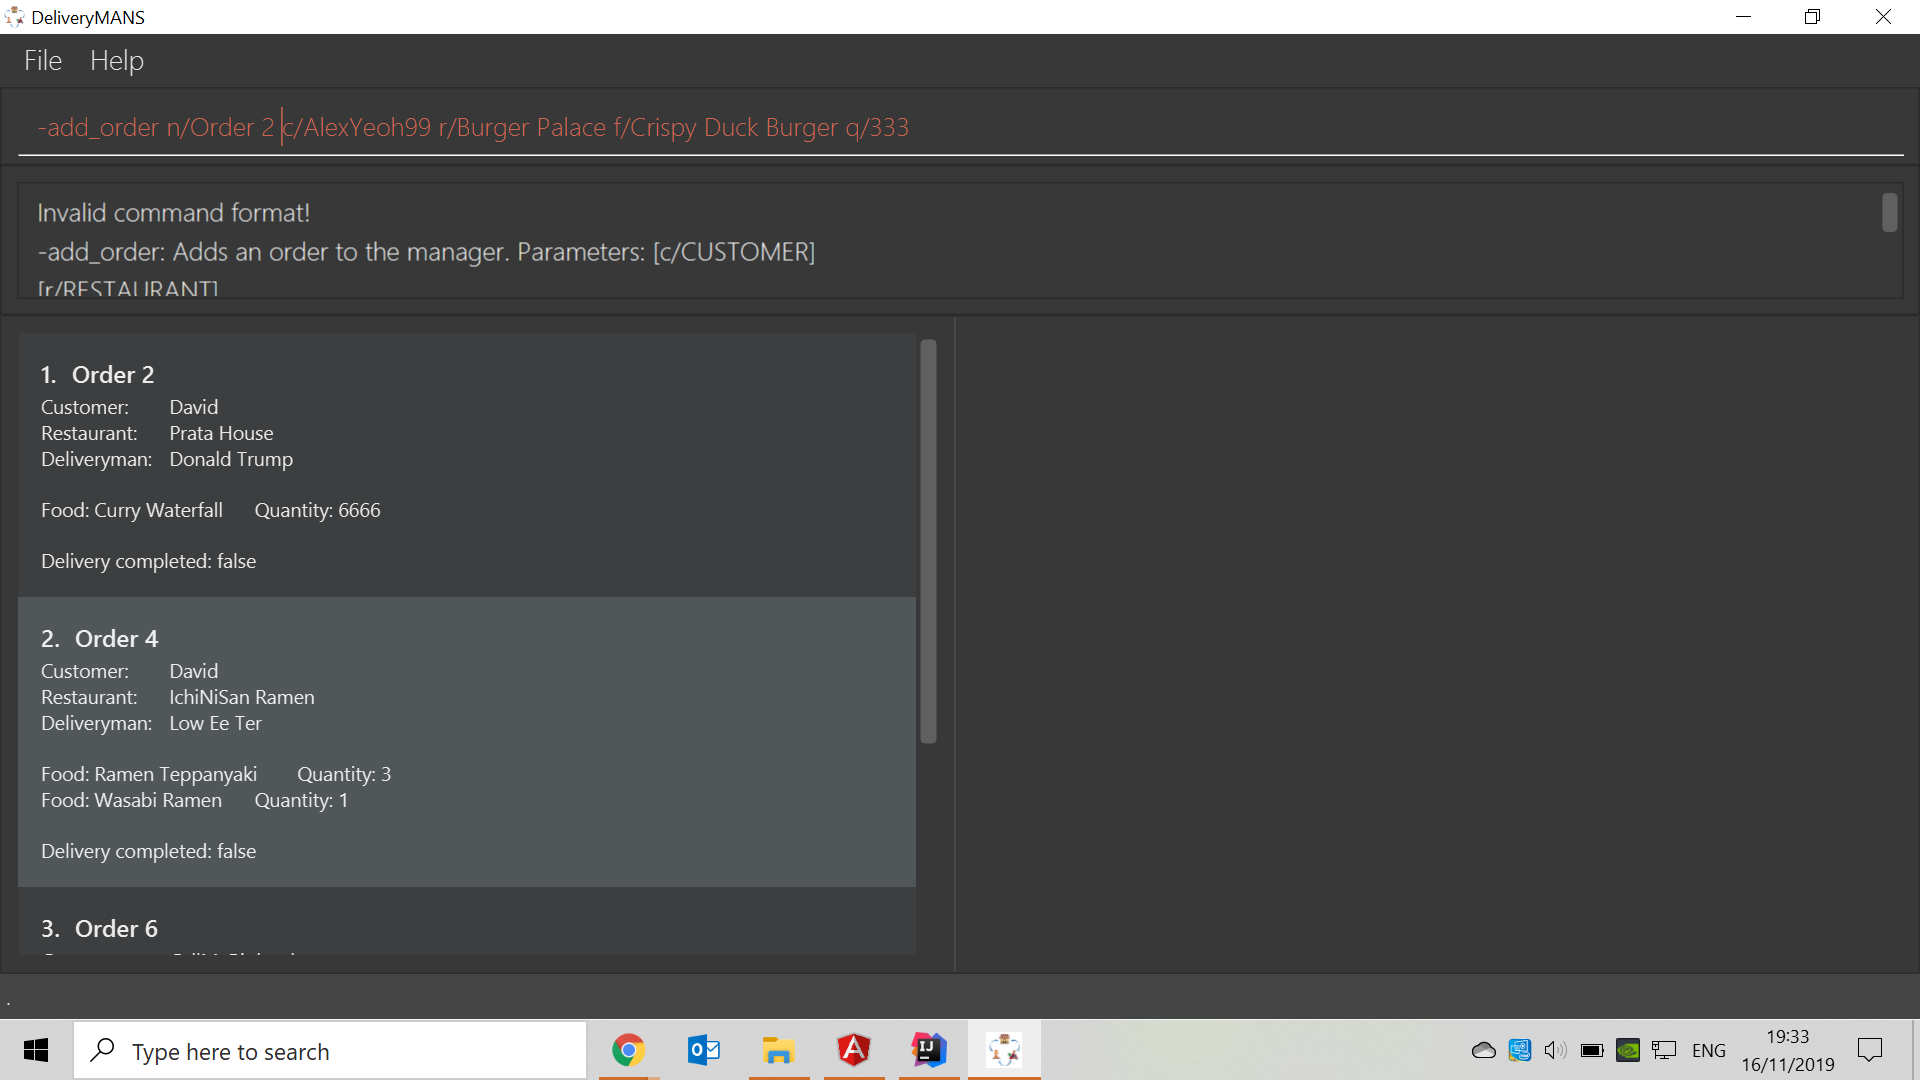 DeliveryMANS
File Help
-add_order n/Order 2 c/AlexYeoh99 r/Burger Palace f/Crispy Duck Burger q/333
Invalid command format!
-add_order: Adds an order to the manager. Parameters: [c/CUSTOMER]
[r/RESTAURANT]
1. Order 2
Customer: David
Restaurant: Prata House
Deliveryman: Donald Trump
Food: Curry Waterfall Quantity: 6666
Delivery completed: false
2. Order 4
Customer: David
Restaurant: IchiNiSan Ramen
Deliveryman: Low Ee Ter
Food: Ramen Teppanyaki Quantity: 3
Food: Wasabi Ramen Quantity: 1
Delivery completed: false
3. Order 6
.
Type here to search
ENG
19:33
16/11/2019